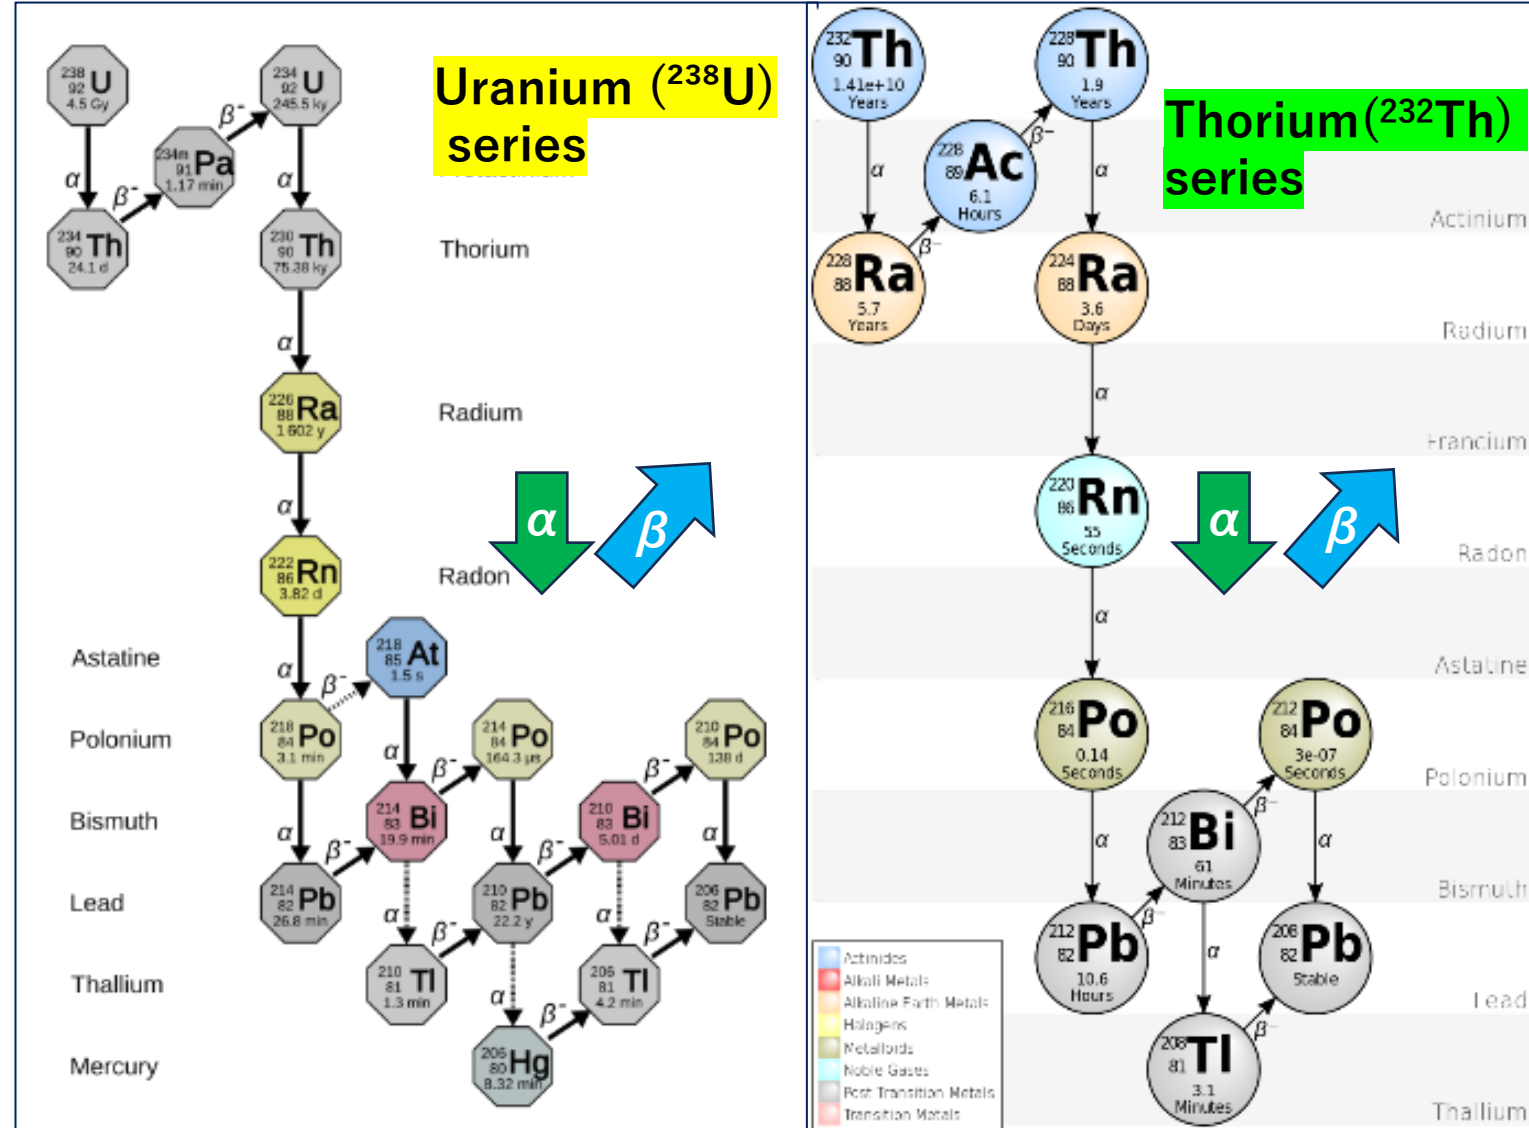 Uranium (²³⁸U)
series
238
92 U
4.5 Gy
234
92 U
245.5 ky
β⁻
234m
91 Pa
1.17 min
α
β⁻
α
234
90 Th
24.1 d
230
90 Th
75.38 ky
Thorium
α
226
88 Ra
1 602 y
Radium
α
α
β
222
86 Rn
3.82 d
Radon
Astatine
α
β⁻
218
85 At
1.5 s
Polonium
218
84 Po
3.1 min
α
β⁻
214
84 Po
164.3 µs
β⁻
210
84 Po
138 d
Bismuth
α
β⁻
214
83 Bi
19.9 min
α
β⁻
210
83 Bi
5.01 d
α
Lead
214
82 Pb
26.8 min
α
β⁻
210
82 Pb
22.2 y
α
β⁻
206
82 Pb
Stable
Thallium
210
81 Tl
1.3 min
α
β⁻
206
81 Tl
4.2 min
Mercury
206
80 Hg
8.32 min
Thorium(²³²Th)
series
232
90 Th
1.41e+10
Years
228
90 Th
1.9
Years
β⁻
α
228
89 Ac
6.1
Hours
α
Actinium
β⁻
228
88 Ra
5.7
Years
224
88 Ra
3.6
Days
Radium
α
Francium
220
86 Rn
55
Seconds
α
β
Radon
α
Astatine
216
84 Po
0.14
Seconds
212
84 Po
3e-07
Seconds
Polonium
β⁻
α
212
83 Bi
61
Minutes
α
Bismuth
β⁻
212
82 Pb
10.6
Hours
α
208
82 Pb
Stable
Lead
β⁻
208
81 Tl
3.1
Minutes
Thallium
Actinides
Alkali Metals
Alkaline Earth Metals
Halogens
Metalloids
Noble Gases
Post Transition Metals
Transition Metals